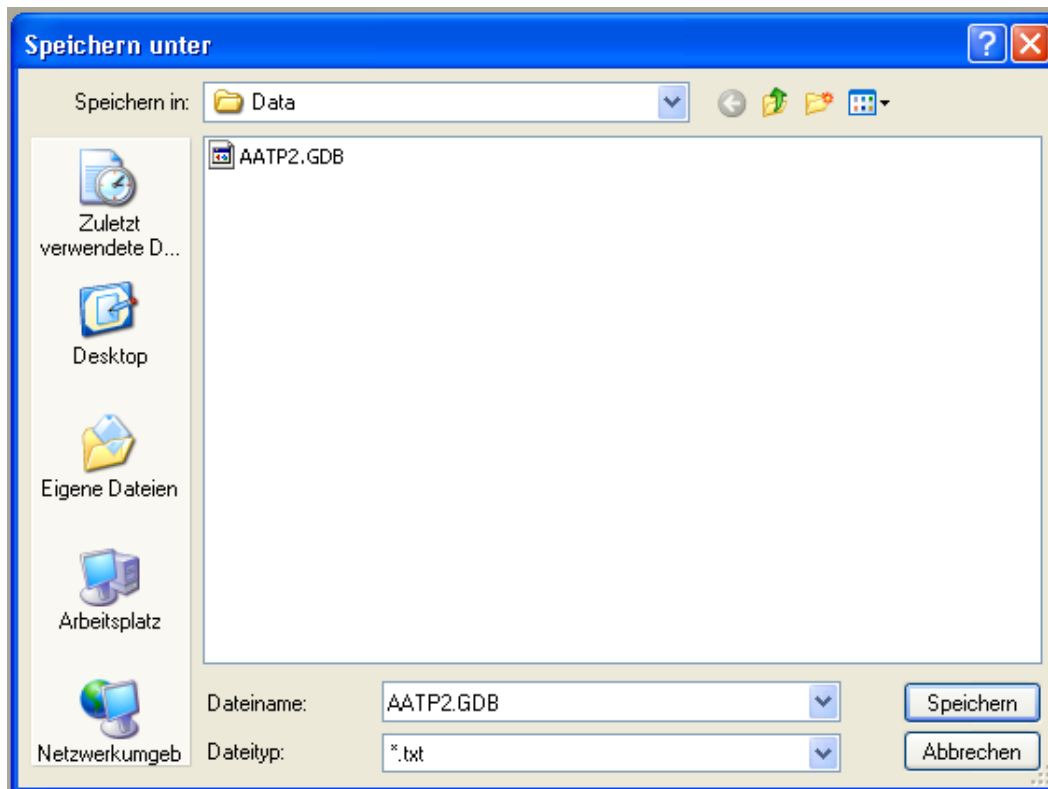 Speichern unter
Speichern in:
Data
AATP2.GDB
Zuletzt
verwendete D...
Desktop
Eigene Dateien
Arbeitsplatz
Netzwerkumgeb
Dateiname:
AATP2.GDB
Speichern
Dateityp:
*.txt
Abbrechen